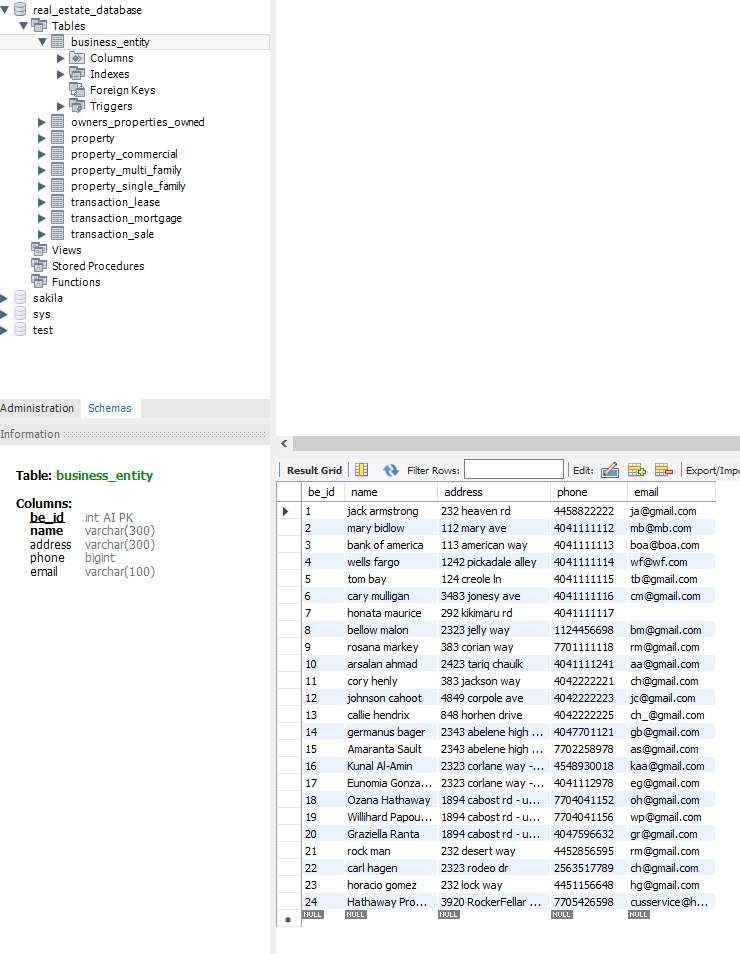 real_estate_database
Tables
business_entity
Columns
Indexes
Foreign Keys
Triggers
owners_properties_owned
property
property_commercial
property_multi_family
property_single_family
transaction_lease
transaction_mortgage
transaction_sale
Views
Stored Procedures
Functions
sakila
sys
test
Administration Schemas
Information
Table: business_entity
Columns:
be_id int AI PK
name varchar(300)
address varchar(300)
phone bigint
email varchar(100)
Result Grid Filter Rows: Edit: Export/Impo
be_id name address phone email
1 jack armstrong 232 heaven rd 4458822222 ja@gmail.com
2 mary bidlow 112 mary ave 4041111112 mb@mb.com
3 bank of america 113 american way 4041111113 boa@boa.com
4 wells fargo 1242 pickadale alley 4041111114 wf@wf.com
5 tom bay 124 creole ln 4041111115 tb@gmail.com
6 cary mulligan 3483 jonesy ave 4041111116 cm@gmail.com
7 honata maurice 292 kikimaru rd 4041111117
8 bellow malon 2323 jelly way 1124456698 bm@gmail.com
9 rosana markey 383 corian way 7701111118 rm@gmail.com
10 arsalan ahmad 2423 tariq chaulk 4041111241 aa@gmail.com
11 cory henly 383 jackson way 4042222221 ch@gmail.com
12 johnson cahoot 4849 corpole ave 4042222223 jc@gmail.com
13 callie hendrix 848 horhen drive 4042222225 ch_@gmail.com
14 germanus bager 2343 abelene high ... 4047701121 gb@gmail.com
15 Amaranta Sault 2343 abelene high ... 7702258978 as@gmail.com
16 Kunal Al-Amin 2323 corlane way -... 4548930018 kaa@gmail.com
17 Eunomia Gonza... 2323 corlane way -... 4041112978 eg@gmail.com
18 Ozana Hathaway 1894 cabost rd - u... 7704041152 oh@gmail.com
19 Willihard Papou... 1894 cabost rd - u... 7704041156 wp@gmail.com
20 Graziella Ranta 1894 cabost rd - u... 4047596632 gr@gmail.com
21 rock man 232 desert way 4452856595 rm@gmail.com
22 carl hagen 2323 rodeo dr 2563517789 ch@gmail.com
23 horacio gomez 232 lock way 4451156648 hg@gmail.com
24 Hathaway Pro... 3920 RockerFellar ... 7705426598 cusservice@h...
NULL NULL NULL NULL NULL